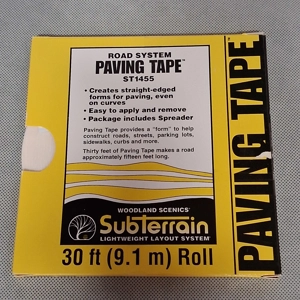 ROAD SYSTEM
PAVING TAPE™
ST1455
• Creates straight-edged
forms for paving, even
on curves
• Easy to apply and remove
• Package includes Spreader
Paving Tape provides a "form" to help
construct roads, streets, parking lots,
sidewalks, curbs and more.
Thirty feet of Paving Tape makes a road
approximately fifteen feet long.
WOODLAND SCENICS®
SubTerrain
LIGHTWEIGHT LAYOUT SYSTEM™
30 ft (9.1 m) Roll
PAVING TAPE™